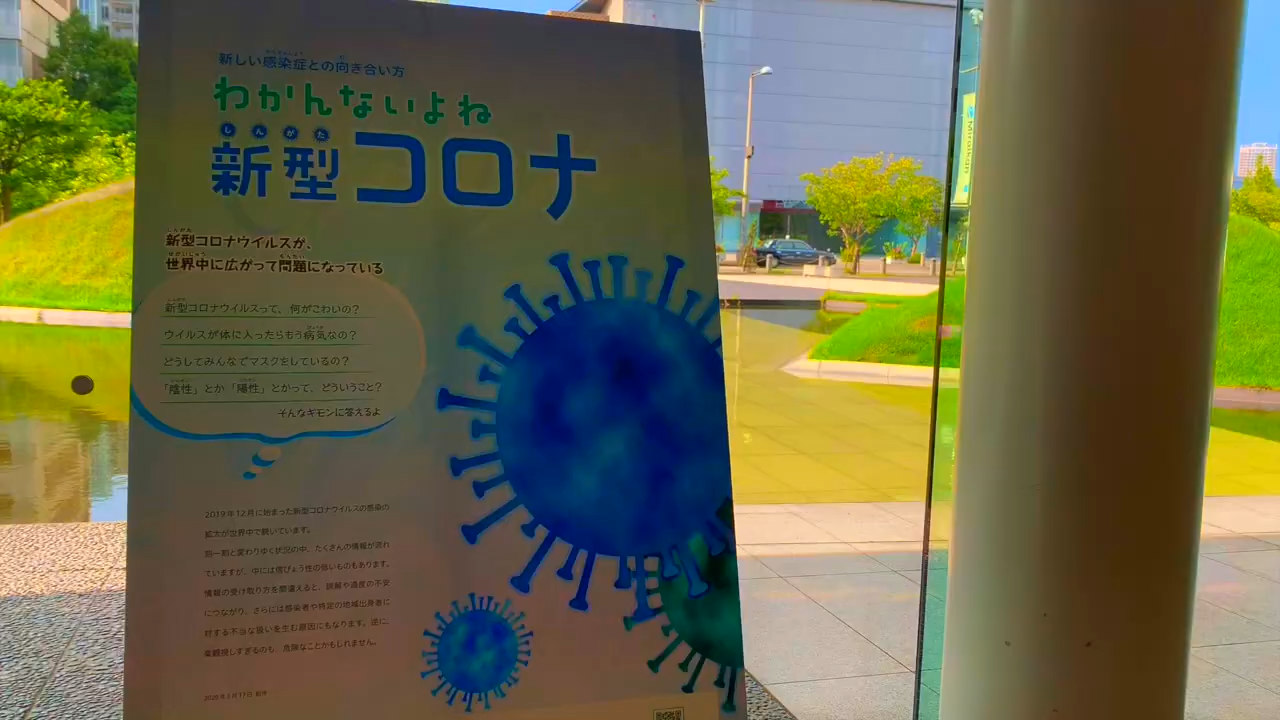 新しい感染症との向き合い方
わかんないよね
新型コロナ
新型コロナウイルスが、
世界中に広がって問題になっている
新型コロナウイルスって、何がこわいの?
ウイルスが体に入ったらもう病気なの?
どうしてみんなでマスクをしているの?
「陰性」とか「陽性」とかって、どういうこと?
そんなギモンに答えるよ
2019年12月に始まった新型コロナウイルスの感染の
拡大が世界中で続いています。
刻一刻と変わりゆく状況の中、たくさんの情報が流れ
ていますが、中には信ぴょう性の低いものもあります。
情報の受け取り方を間違えると、誤解や過度の不安
につながり、さらには感染者や特定の地域出身者に
対する不当な扱いを生む原因にもなります。逆に、
楽観視しすぎるのも、危険なことかもしれません。
Miraikan